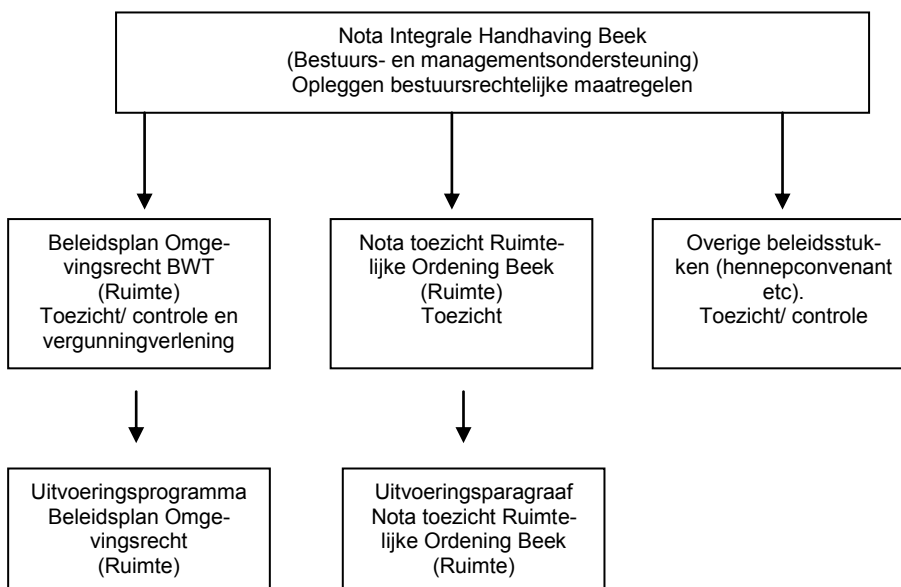 Nota Integrale Handhaving Beek
(Bestuurs- en managementsondersteuning)
Opleggen bestuursrechtelijke maatregelen
Beleidsplan Omge-
vingsrecht BWT
(Ruimte)
Toezicht/ controle en
vergunningverlening
Nota toezicht Ruimte-
lijke Ordening Beek
(Ruimte)
Toezicht
Overige beleidsstuk-
ken (hennepconvenant
etc).
Toezicht/ controle
Uitvoeringsprogramma
Beleidsplan Omge-
vingsrecht
(Ruimte)
Uitvoeringsparagraaf
Nota toezicht Ruimte-
lijke Ordening Beek
(Ruimte)